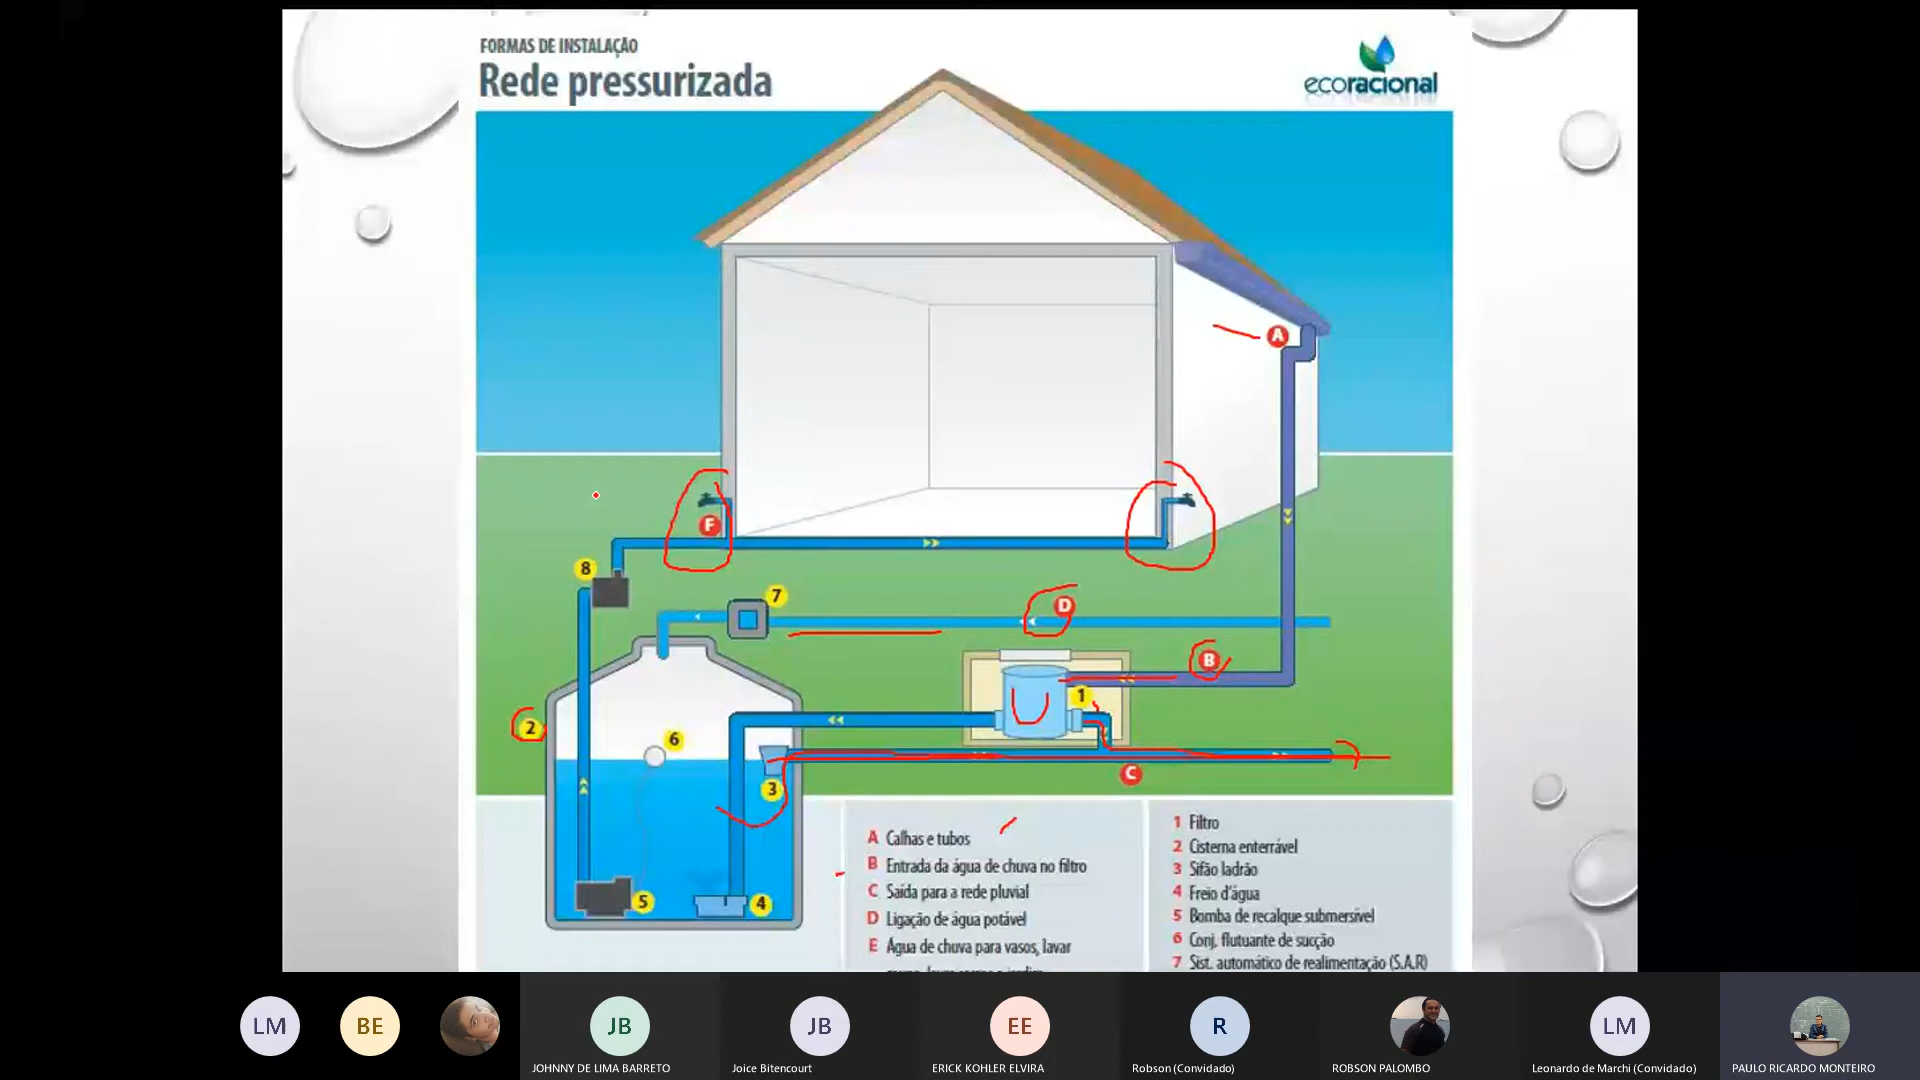 FORMAS DE INSTALAÇÃO
Rede pressurizada
ecoracional
A
F
8
7
D
B
1
2
6
3
C
5
4
A Calhas e tubos
B Entrada da água de chuva no filtro
C Saída para a rede pluvial
D Ligação de água potável
E Agua de chuva para vasos, lavar
1 Filtro
2 Cisterna enterrável
3 Sifão ladrão
4 Freio d'água
5 Bomba de recalque submersível
6 Conj. flutuante de sucção
7 Sist. automático de realimentação (S.A.R)
LM
BE
JB
JB
EE
R
LM
JOHNNY DE LIMA BARRETO
Joice Bitencourt
ERICK KOHLER ELVIRA
Robson (Convidado)
ROBSON PALOMBO
Leonardo de Marchi (Convidado)
PAULO RICARDO MONTEIRO